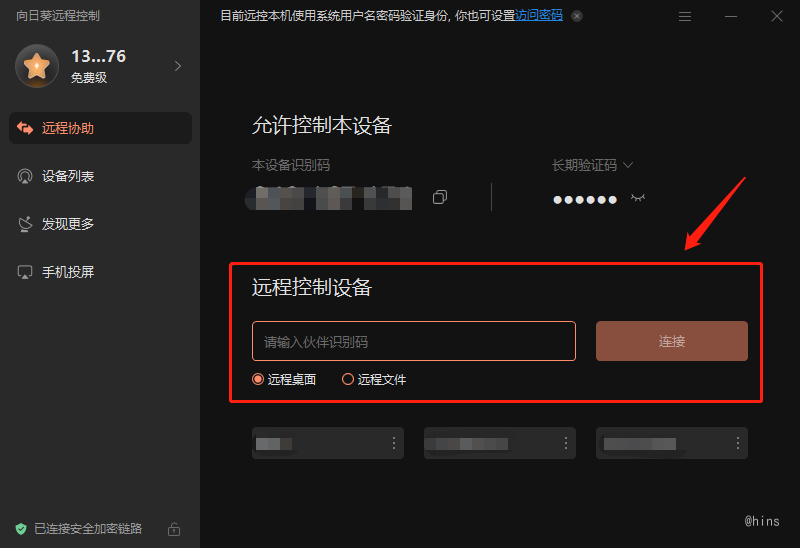 向日葵远程控制
目前远控本机使用系统用户名密码验证身份, 你也可设置访问密码
13...76
免费级
远程协助
设备列表
发现更多
手机投屏
允许控制本设备
本设备识别码
长期验证码
远程控制设备
请输入伙伴识别码
连接
远程桌面
远程文件
已连接安全加密链路
@hins